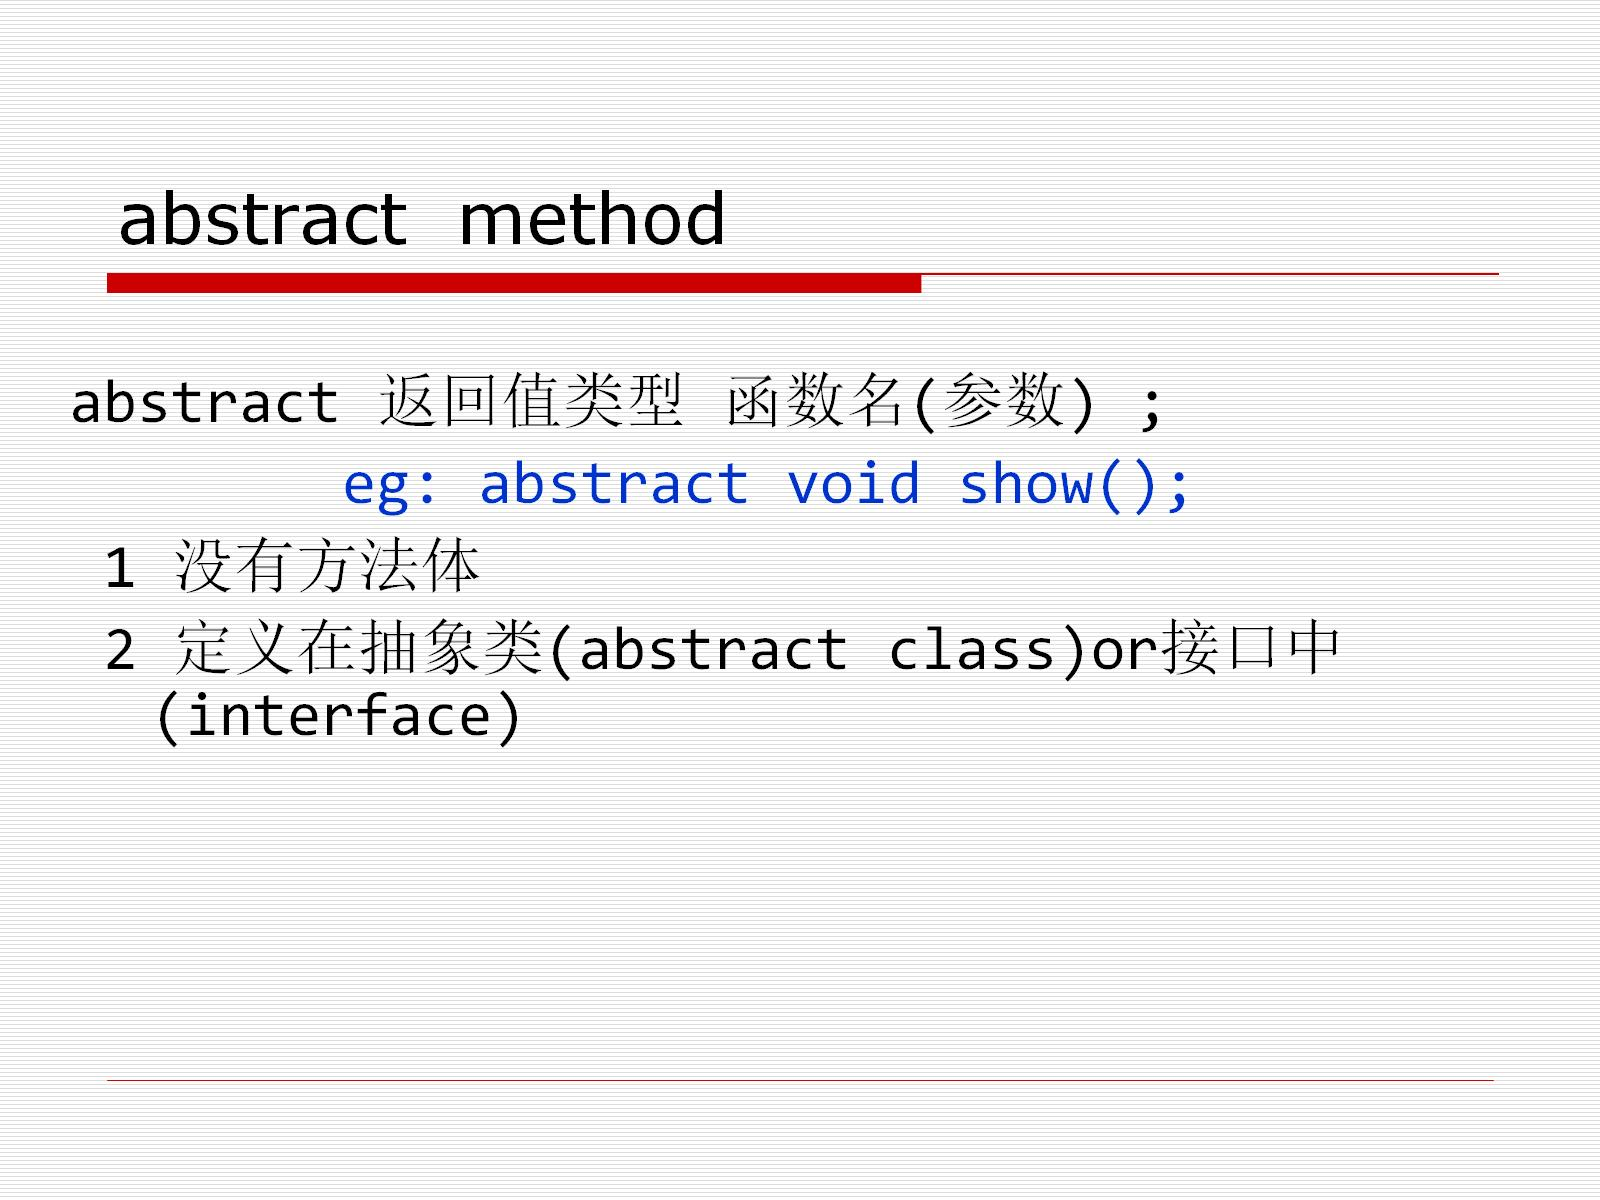 abstract method
abstract 返回值类型 函数名(参数) ;
eg: abstract void show();
1 没有方法体
2 定义在抽象类(abstract class)or接口中
(interface)